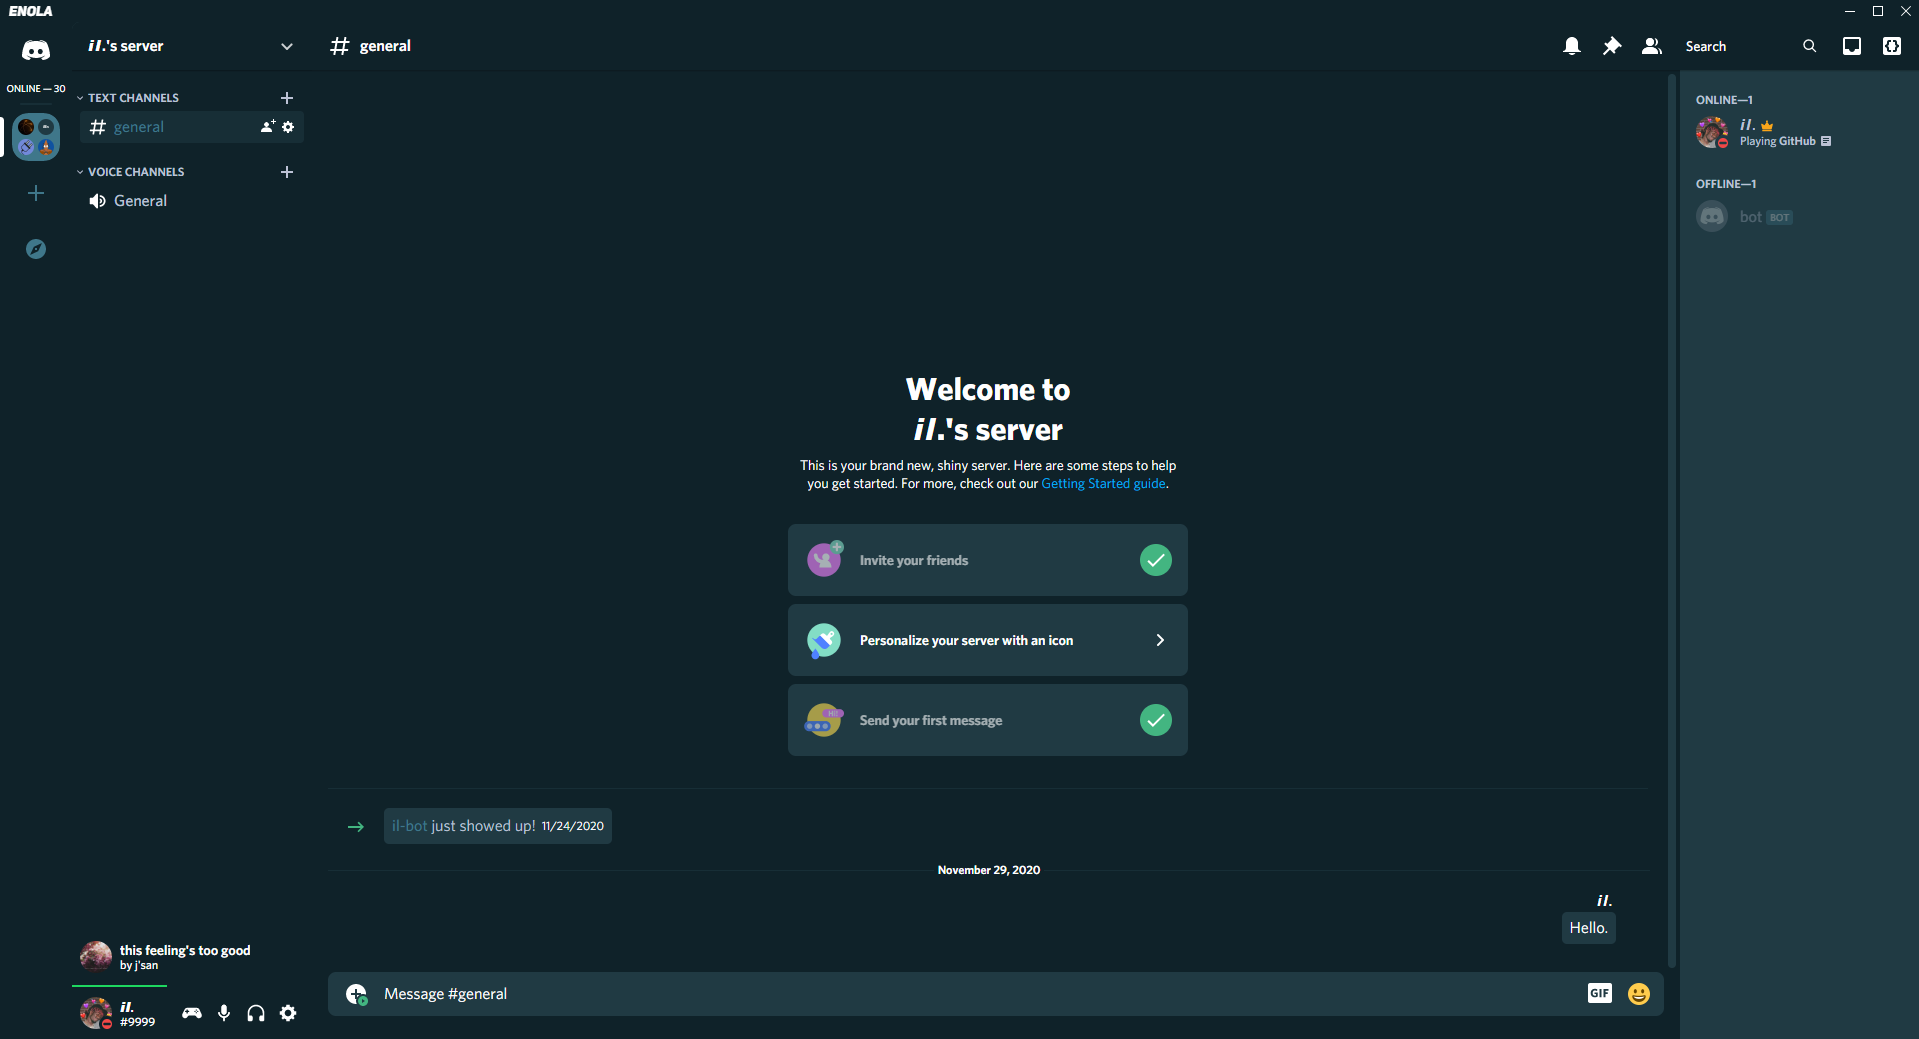 ENOLA
il.'s server
general
Search
ONLINE — 30
TEXT CHANNELS
general
VOICE CHANNELS
General
ONLINE—1
il.
Playing GitHub
OFFLINE—1
bot BOT
Welcome to
il.'s server
This is your brand new, shiny server. Here are some steps to help
you get started. For more, check out our Getting Started guide.
Invite your friends
Personalize your server with an icon
HI!
Send your first message
il-bot just showed up! 11/24/2020
November 29, 2020
il.
Hello.
this feeling's too good
by j'san
il.
#9999
Message #general
GIF